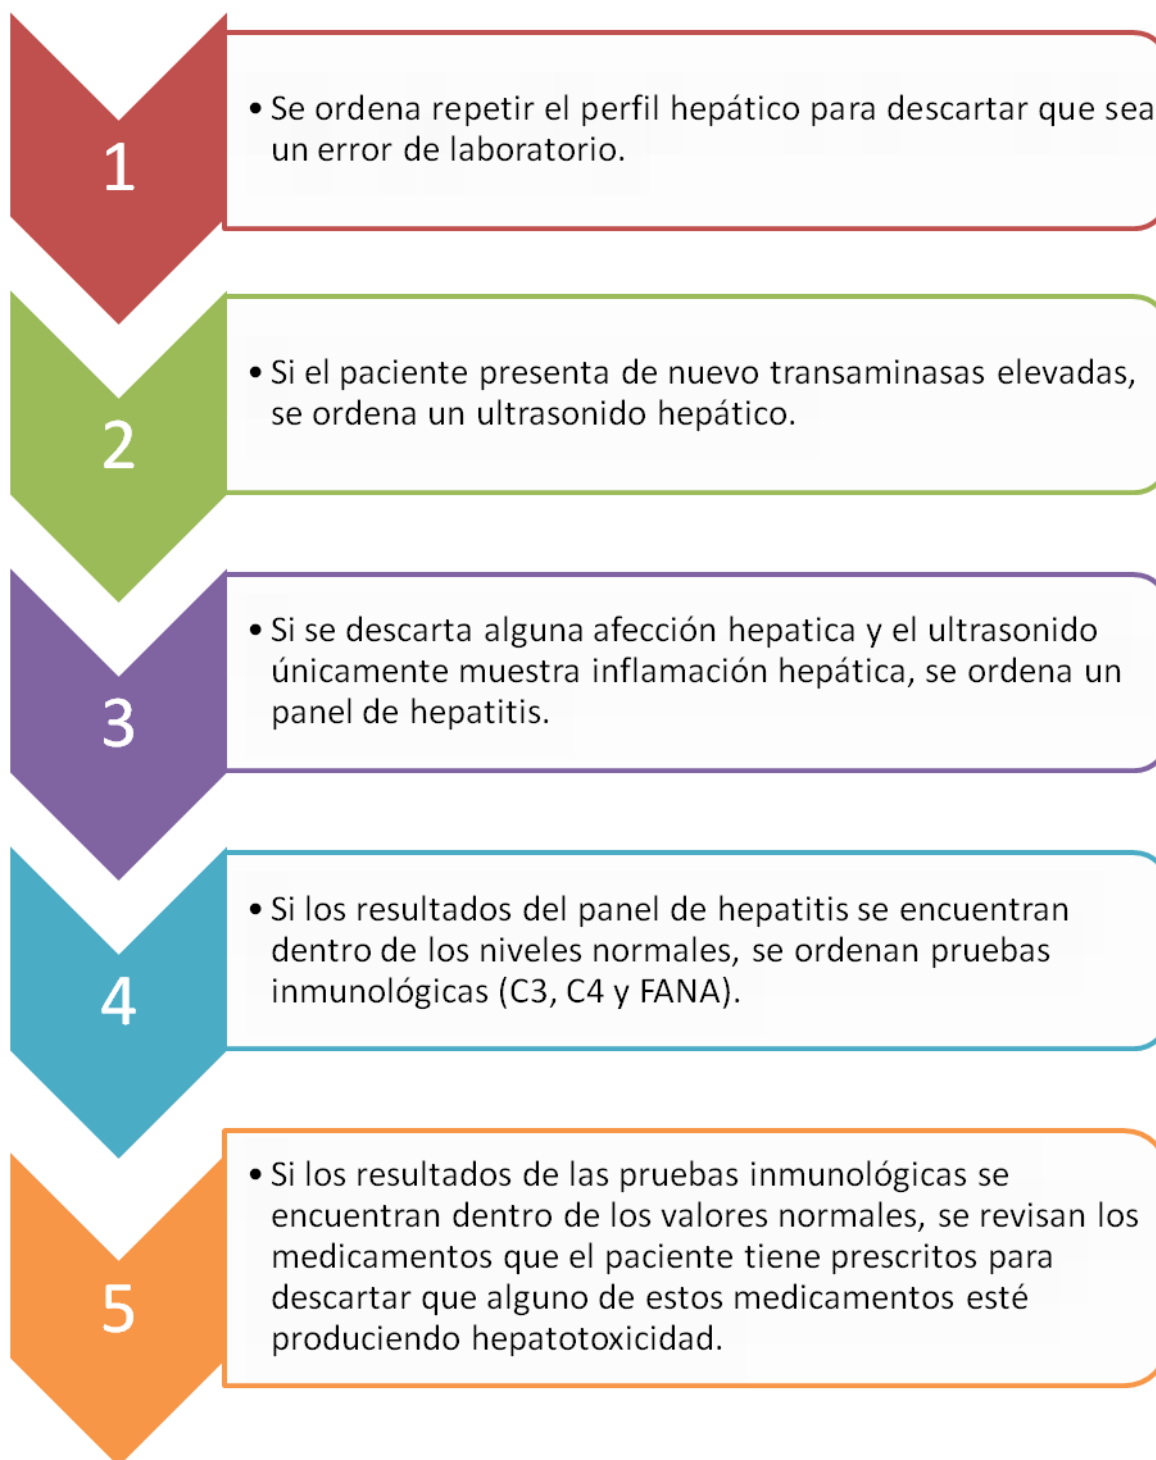 1
• Se ordena repetir el perfil hepático para descartar que sea
un error de laboratorio.
2
• Si el paciente presenta de nuevo transaminasas elevadas,
se ordena un ultrasonido hepático.
3
• Si se descarta alguna afección hepatica y el ultrasonido
únicamente muestra inflamación hepática, se ordena un
panel de hepatitis.
4
• Si los resultados del panel de hepatitis se encuentran
dentro de los niveles normales, se ordenan pruebas
inmunológicas (C3, C4 y FANA).
5
• Si los resultados de las pruebas inmunológicas se
encuentran dentro de los valores normales, se revisan los
medicamentos que el paciente tiene prescritos para
descartar que alguno de estos medicamentos esté
produciendo hepatotoxicidad.